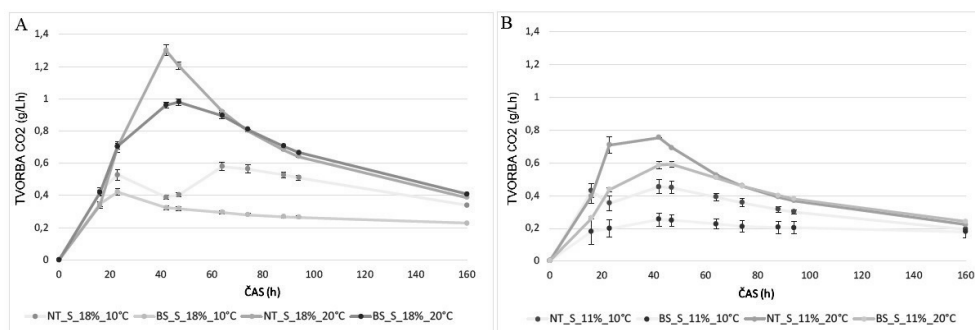 A
TVORBA CO2 (g/Lh)
1,4
1,2
1
0,8
0,6
0,4
0,2
0
0 20 40 60 80 100 120 140 160
ČAS (h)
NT_S_18%_10°C BS_S_18%_10°C NT_S_18%_20°C BS_S_18%_20°C
B
TVORBA CO2 (g/Lh)
1,4
1,2
1
0,8
0,6
0,4
0,2
0
0 20 40 60 80 100 120 140 160
ČAS (h)
NT_S_11%_10°C BS_S_11%_10°C NT_S_11%_20°C BS_S_11%_20°C